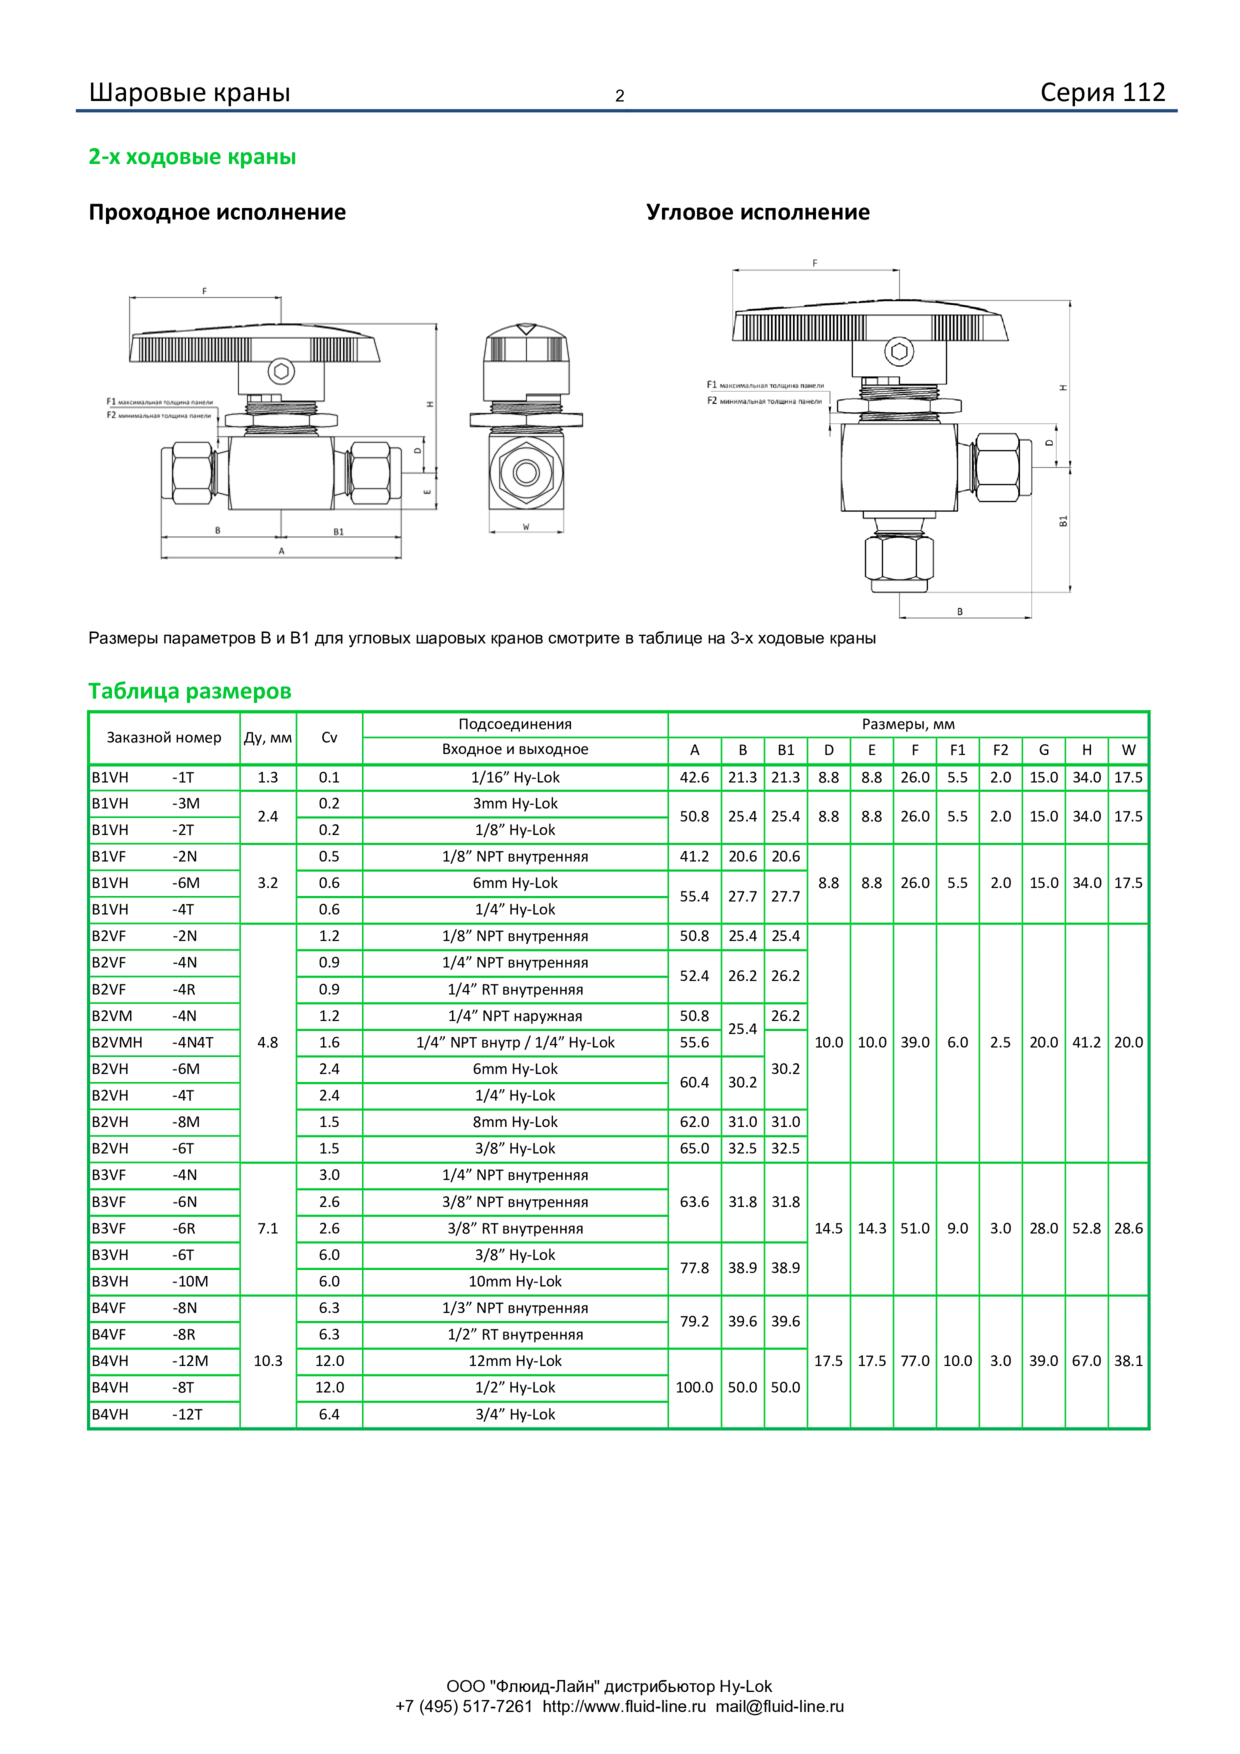 Шаровые краны 2 Серия 112
2-х ходовые краны
Проходное исполнение Угловое исполнение
F
F1 максимальная толщина панели
F2 минимальная толщина панели
H
D
E
B B1
A
W
F
F1 максимальная толщина панели
F2 минимальная толщина панели
H
D
B1
B
Размеры параметров В и В1 для угловых шаровых кранов смотрите в таблице на 3-х ходовые краны
Таблица размеров
Заказной номер Ду, мм Cv Подсоединения Размеры, мм
Входное и выходное A B B1 D E F F1 F2 G H W
B1VH -1T 1.3 0.1 1/16” Hy-Lok 42.6 21.3 21.3 8.8 8.8 26.0 5.5 2.0 15.0 34.0 17.5
B1VH -3M 2.4 0.2 3mm Hy-Lok 50.8 25.4 25.4 8.8 8.8 26.0 5.5 2.0 15.0 34.0 17.5
B1VH -2T 0.2 1/8” Hy-Lok
B1VF -2N 0.5 1/8” NPT внутренняя 41.2 20.6 20.6
B1VH -6M 3.2 0.6 6mm Hy-Lok 55.4 27.7 27.7 8.8 8.8 26.0 5.5 2.0 15.0 34.0 17.5
B1VH -4T 0.6 1/4” Hy-Lok
B2VF -2N 1.2 1/8” NPT внутренняя 50.8 25.4 25.4
B2VF -4N 0.9 1/4” NPT внутренняя 52.4 26.2 26.2
B2VF -4R 0.9 1/4” RT внутренняя
B2VM -4N 1.2 1/4” NPT наружная 50.8 25.4 26.2
B2VMH -4N4T 4.8 1.6 1/4” NPT внутр / 1/4” Hy-Lok 55.6 10.0 10.0 39.0 6.0 2.5 20.0 41.2 20.0
B2VH -6M 2.4 6mm Hy-Lok 60.4 30.2 30.2
B2VH -4T 2.4 1/4” Hy-Lok
B2VH -8M 1.5 8mm Hy-Lok 62.0 31.0 31.0
B2VH -6T 1.5 3/8” Hy-Lok 65.0 32.5 32.5
B3VF -4N 3.0 1/4” NPT внутренняя
B3VF -6N 2.6 3/8” NPT внутренняя 63.6 31.8 31.8
B3VF -6R 7.1 2.6 3/8” RT внутренняя 14.5 14.3 51.0 9.0 3.0 28.0 52.8 28.6
B3VH -6T 6.0 3/8” Hy-Lok 77.8 38.9 38.9
B3VH -10M 6.0 10mm Hy-Lok
B4VF -8N 6.3 1/3” NPT внутренняя 79.2 39.6 39.6
B4VF -8R 6.3 1/2” RT внутренняя
B4VH -12M 10.3 12.0 12mm Hy-Lok 17.5 17.5 77.0 10.0 3.0 39.0 67.0 38.1
B4VH -8T 12.0 1/2” Hy-Lok 100.0 50.0 50.0
B4VH -12T 6.4 3/4” Hy-Lok
ООО "Флюид-Лайн" дистрибьютор Hy-Lok
+7 (495) 517-7261 http://www.fluid-line.ru mail@fluid-line.ru